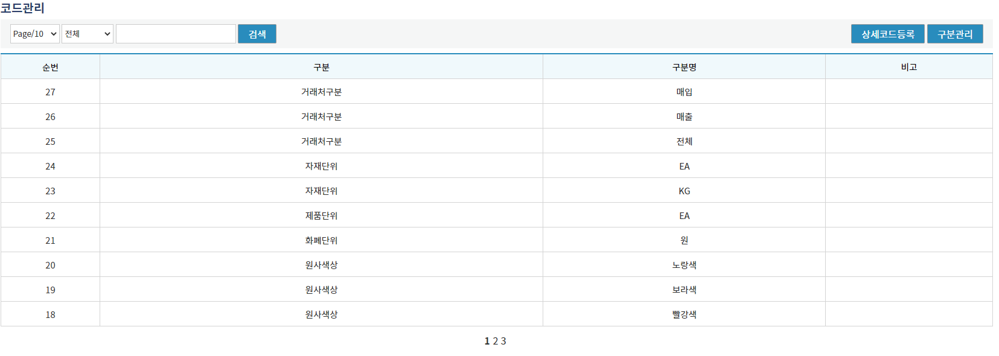 코드관리
Page/10 전체 검색 상세코드등록 구분관리
순번 구분 구분명 비고
27 거래처구분 매입
26 거래처구분 매출
25 거래처구분 전체
24 자재단위 EA
23 자재단위 KG
22 제품단위 EA
21 화폐단위 원
20 원사색상 노랑색
19 원사색상 보라색
18 원사색상 빨강색
1 2 3